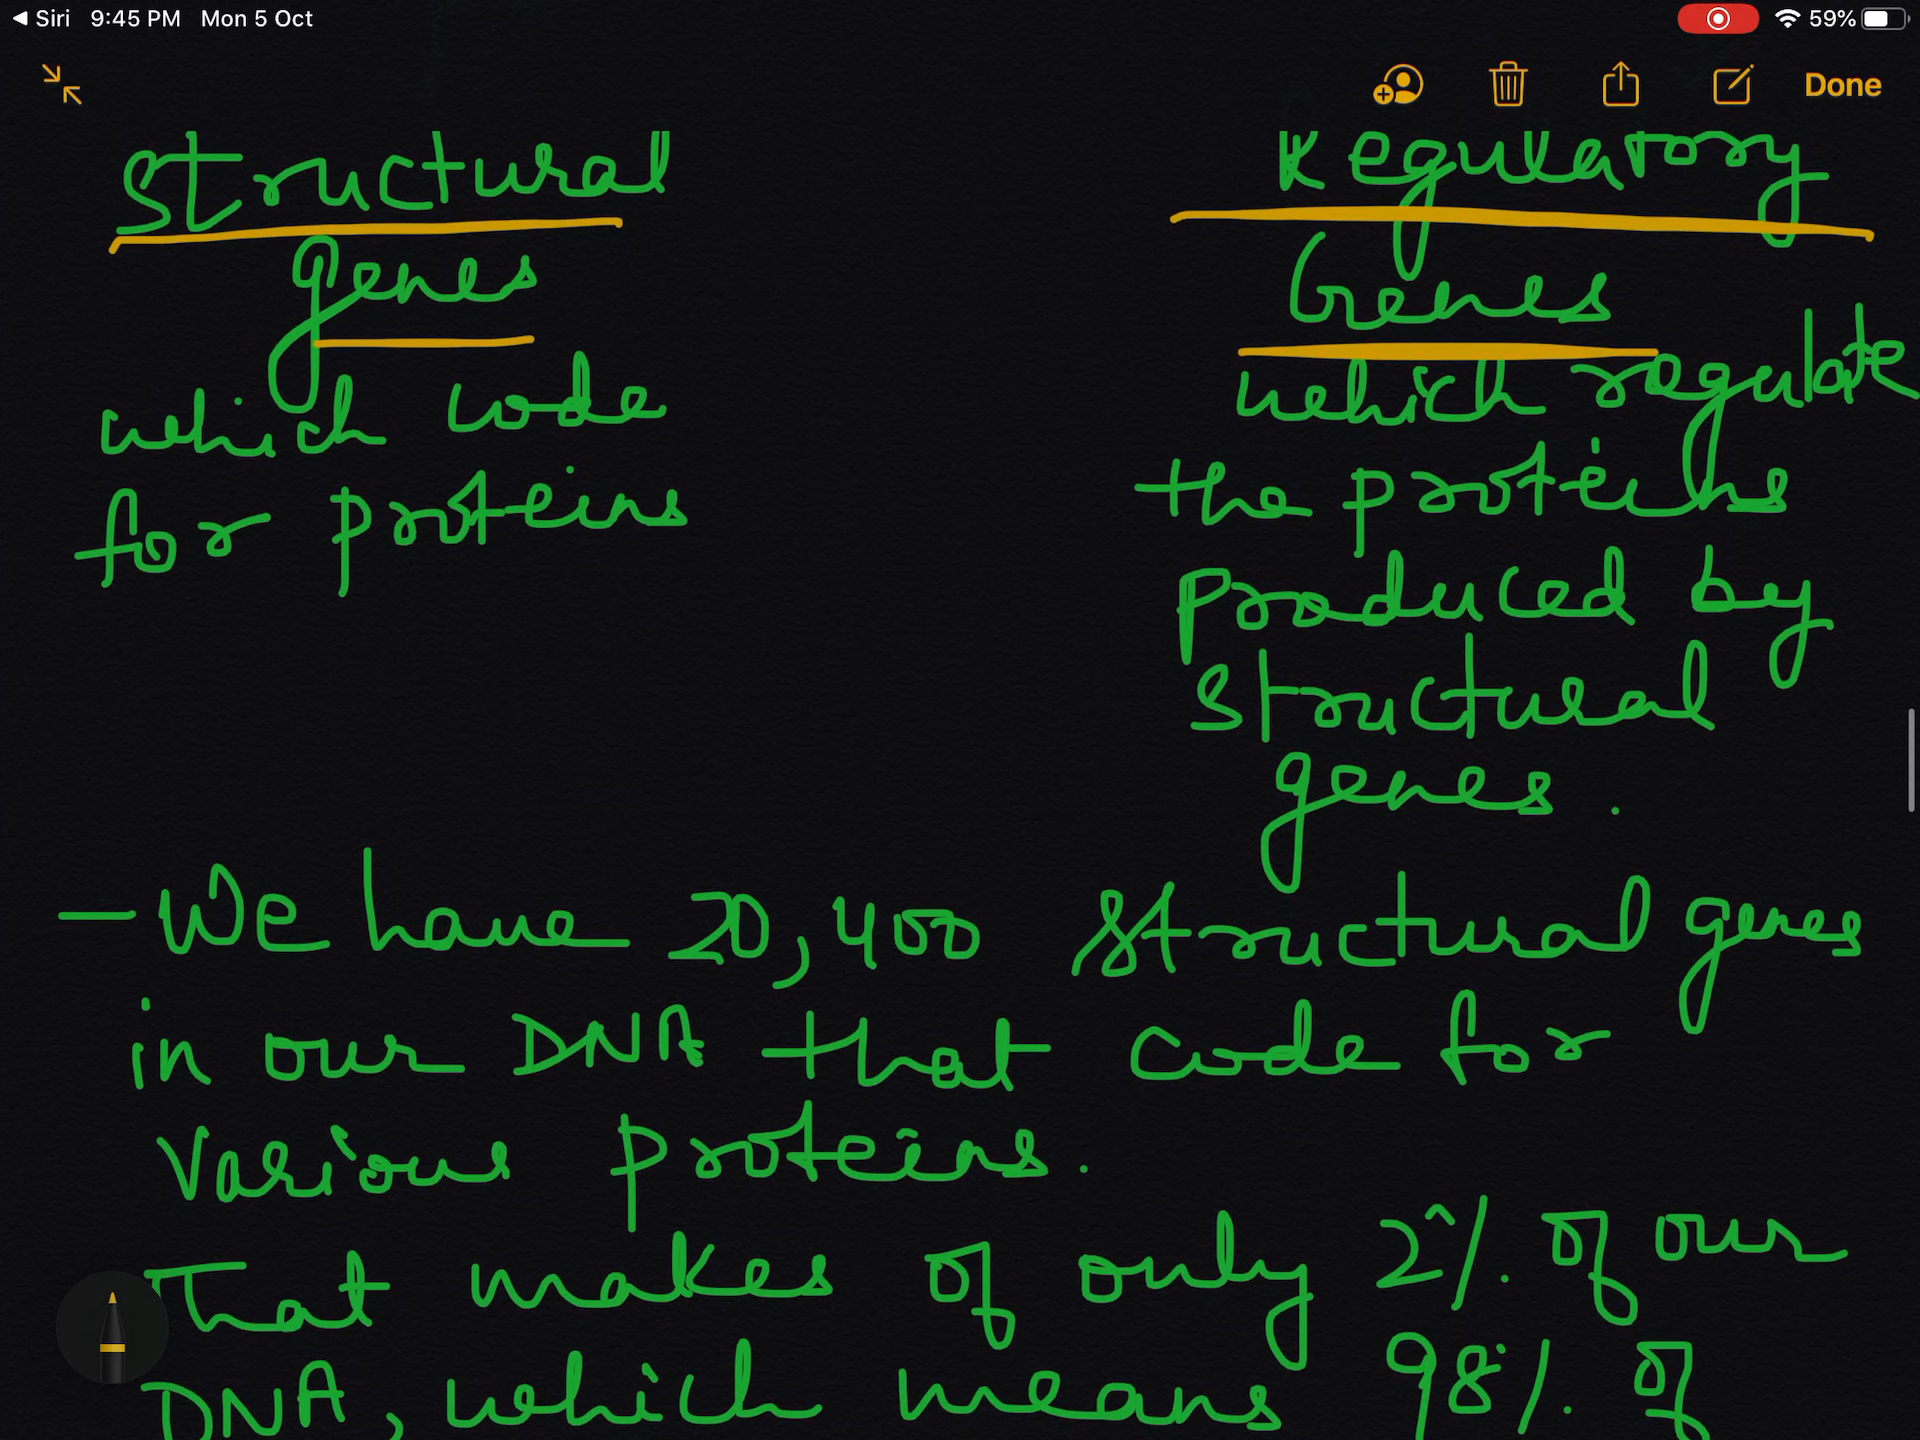 Siri 9:45 PM Mon 5 Oct 59%
Done
Structural
genes
which code
for proteins
Regulatory
Genes
which regulate
the proteins
produced by
structural
genes.
- We have 20,400 structural genes
in our DNA that code for
various proteins.
That makes of only 2% of our
DNA, which means 98% of